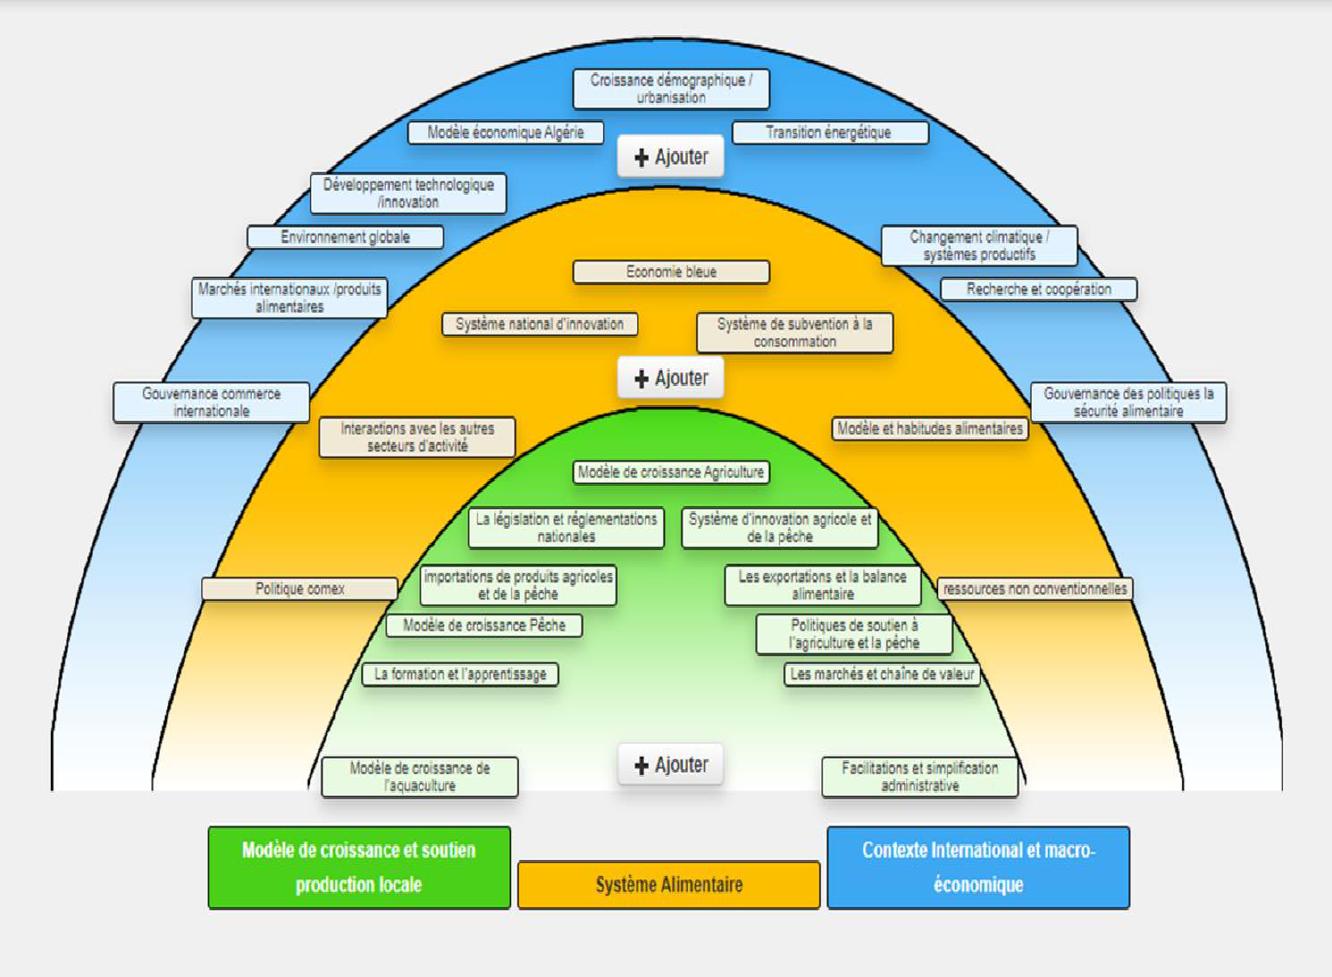 Croissance démographique /
urbanisation
Modèle économique Algérie
Transition énergétique
+ Ajouter
Développement technologique
/innovation
Environnement globale
Changement climatique /
systèmes productifs
Marchés internationaux /produits
alimentaires
Recherche et coopération
Gouvernance commerce
internationale
Gouvernance des politiques la
sécurité alimentaire
Economie bleue
Système national d'innovation
Système de subvention à la
consommation
+ Ajouter
Interactions avec les autres
secteurs d'activité
Modèle et habitudes alimentaires
Politique comex
ressources non conventionnelles
Modèle de croissance Agriculture
La législation et réglementations
nationales
Système d'innovation agricole et
de la pêche
importations de produits agricoles
et de la pêche
Les exportations et la balance
alimentaire
Modèle de croissance Pêche
Politiques de soutien à
l'agriculture et la pêche
La formation et l'apprentissage
Les marchés et chaîne de valeur
Modèle de croissance de
l'aquaculture
+ Ajouter
Facilitations et simplification
administrative
Modèle de croissance et soutien
production locale
Système Alimentaire
Contexte International et macro-
économique